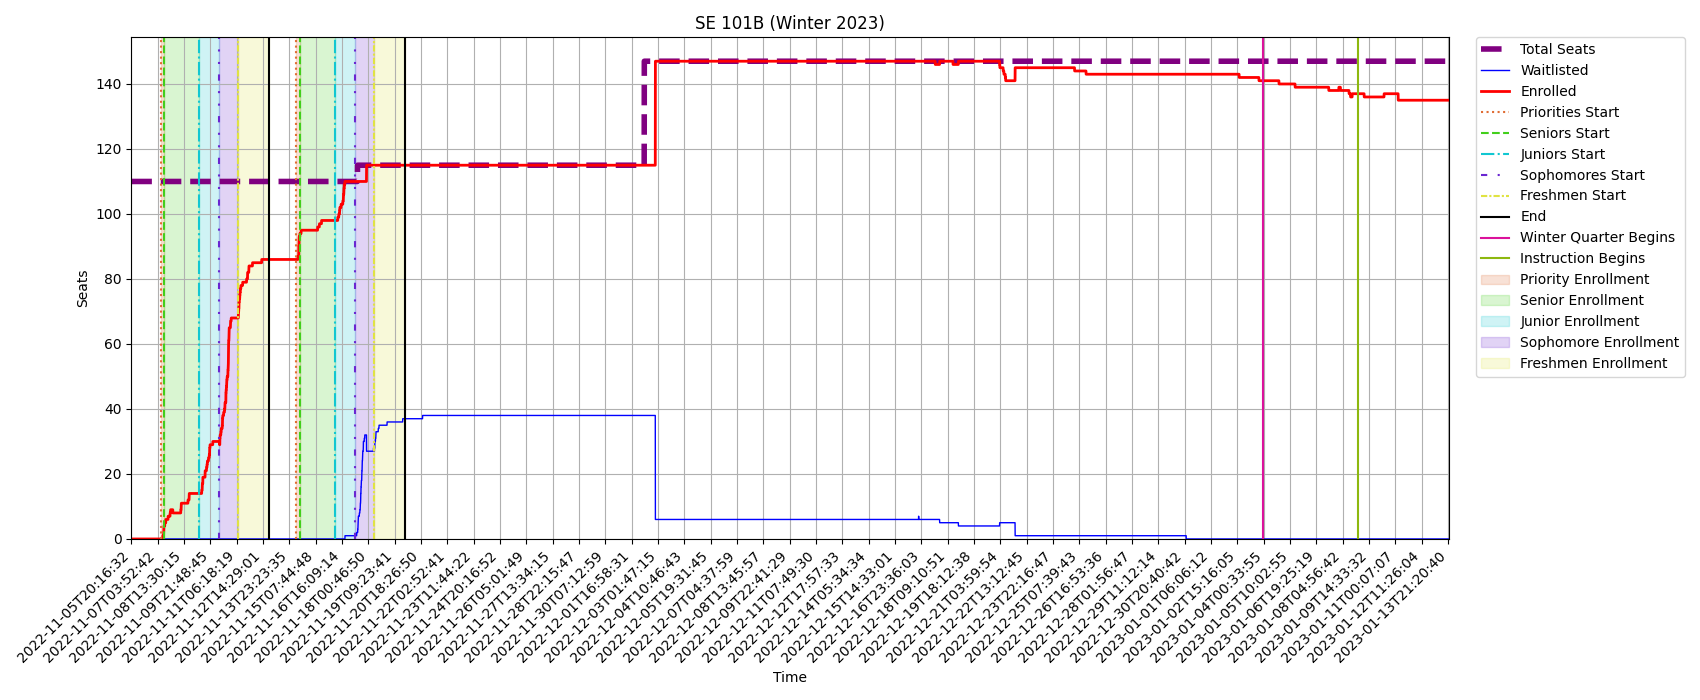 SE 101B (Winter 2023)
Seats
140
120
100
80
60
40
20
0
2022-11-05T20:16:32
2022-11-07T03:52:42
2022-11-08T13:30:15
2022-11-09T21:48:45
2022-11-11T06:18:19
2022-11-12T14:29:01
2022-11-13T23:23:35
2022-11-15T07:44:48
2022-11-16T16:09:14
2022-11-18T00:46:50
2022-11-19T09:23:41
2022-11-20T18:26:50
2022-11-22T02:52:41
2022-11-23T11:44:22
2022-11-24T20:16:52
2022-11-26T05:01:49
2022-11-27T13:34:15
2022-11-28T22:15:47
2022-11-30T07:12:59
2022-12-01T16:58:31
2022-12-03T01:47:15
2022-12-04T10:46:43
2022-12-05T19:31:45
2022-12-07T04:37:59
2022-12-08T13:45:57
2022-12-09T22:41:29
2022-12-11T07:49:30
2022-12-12T17:57:33
2022-12-14T05:34:34
2022-12-15T14:33:01
2022-12-16T23:36:03
2022-12-18T09:10:51
2022-12-19T18:12:38
2022-12-21T03:59:54
2022-12-22T13:12:45
2022-12-23T22:16:47
2022-12-25T07:39:43
2022-12-26T16:53:36
2022-12-28T01:56:47
2022-12-29T11:12:14
2022-12-30T20:40:42
2023-01-01T06:06:12
2023-01-02T15:16:05
2023-01-04T00:33:55
2023-01-05T10:02:55
2023-01-06T19:25:19
2023-01-08T04:56:42
2023-01-09T14:33:32
2023-01-11T00:07:07
2023-01-12T11:26:04
2023-01-13T21:20:40
Time
Total Seats
Waitlisted
Enrolled
Priorities Start
Seniors Start
Juniors Start
Sophomores Start
Freshmen Start
End
Winter Quarter Begins
Instruction Begins
Priority Enrollment
Senior Enrollment
Junior Enrollment
Sophomore Enrollment
Freshmen Enrollment